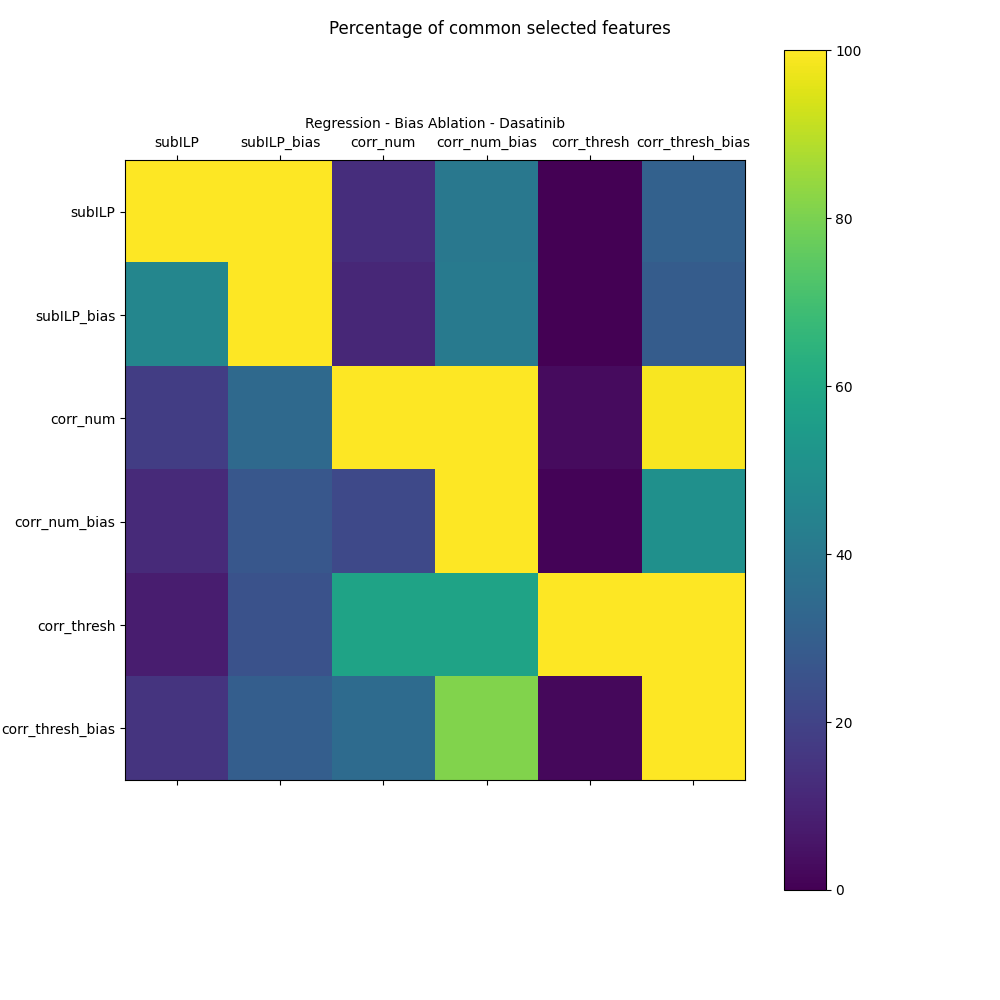 Percentage of common selected features
Regression - Bias Ablation - Dasatinib
subILP subILP_bias corr_num corr_num_bias corr_thresh corr_thresh_bias
subILP
subILP_bias
corr_num
corr_num_bias
corr_thresh
corr_thresh_bias
100
80
60
40
20
0